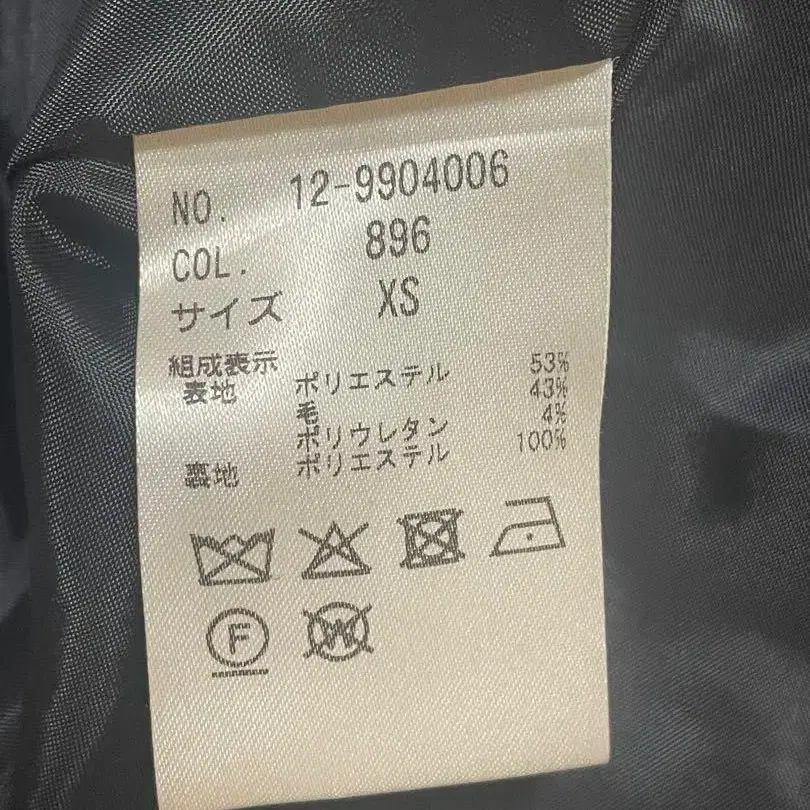 NO. 12-9904006
COL. 896
サイズ XS
組成表示
表地 ポリエステル 53%
毛 43%
ポリウレタン 4%
裏地 ポリエステル 100%
F
W